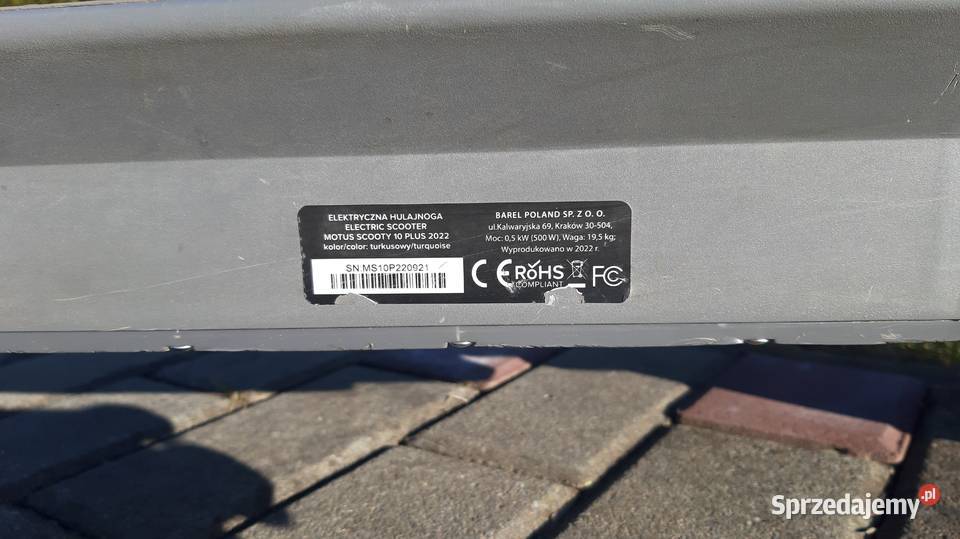 ELEKTRYCZNA HULAJNOGA
ELECTRIC SCOOTER
MOTUS SCOOTY 10 PLUS 2022
kolor/color: turkusowy/turquoise
SN:MS10P220921
BAREL POLAND SP. Z O. O.
ul.Kalwaryjska 69, Kraków 30-504,
Moc: 0,5 kW (500 W), Waga: 19,5 kg;
Wyprodukowano w 2022 r.
CE RoHS FC
COMPLIANT
Sprzedajemy.pl